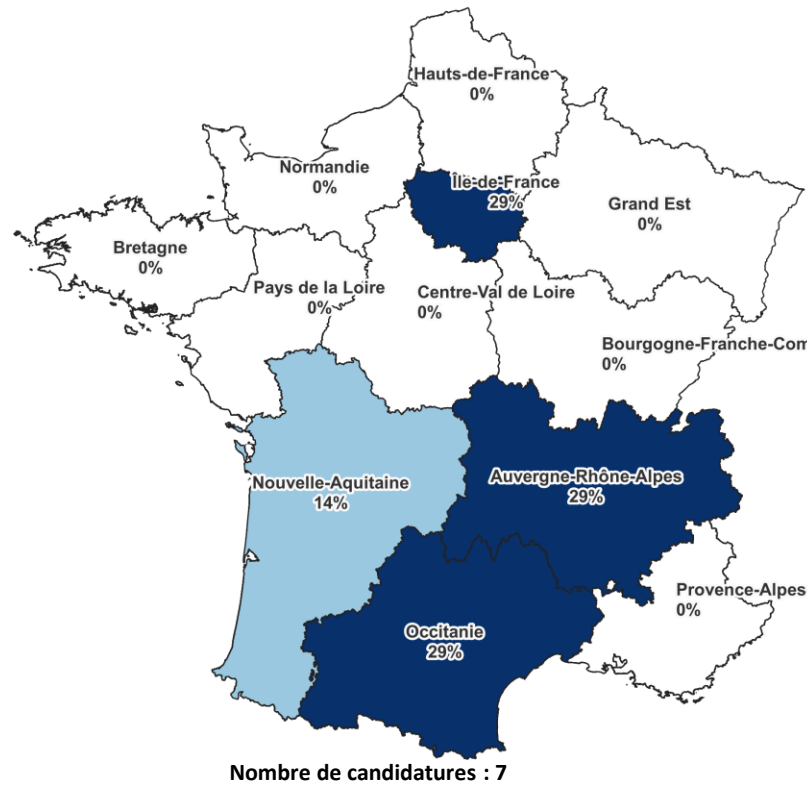 Hauts-de-France
0%
Normandie
0%
Île-de-France
29%
Grand Est
0%
Bretagne
0%
Pays de la Loire
0%
Centre-Val de Loire
0%
Bourgogne-Franche-Com
0%
Nouvelle-Aquitaine
14%
Auvergne-Rhône-Alpes
29%
Provence-Alpes
0%
Occitanie
29%
Nombre de candidatures : 7